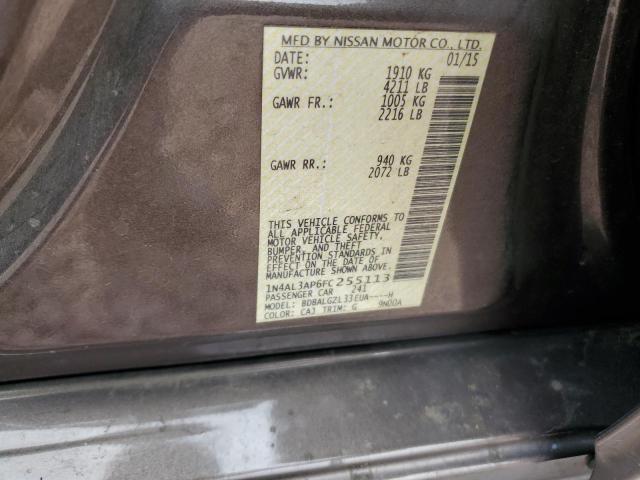 MFD BY NISSAN MOTOR CO., LTD.
DATE: 01/15
GVWR: 1910 KG
4211 LB
GAWR FR.: 1005 KG
2216 LB
GAWR RR.: 940 KG
2072 LB
THIS VEHICLE CONFORMS TO
ALL APPLICABLE FEDERAL
MOTOR VEHICLE SAFETY,
BUMPER, AND THEFT
PREVENTION STANDARDS
IN EFFECT ON THE DATE OF
MANUFACTURE SHOWN ABOVE.
1N4AL3AP6FC255113
PASSENGER CAR 241
MODEL: BDBALGZL33EUA----H
COLOR: CAJ TRIM: G 9N00A